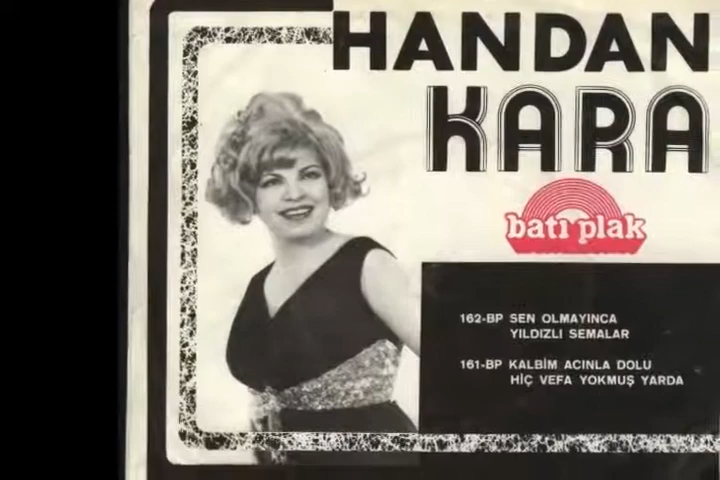 HANDAN
KARA
batı plak
162-BP SEN OLMAYINCA
YILDIZLI SEMALAR
161-BP KALBİM ACINLA DOLU
HİÇ VEFA YOKMUŞ YARDA